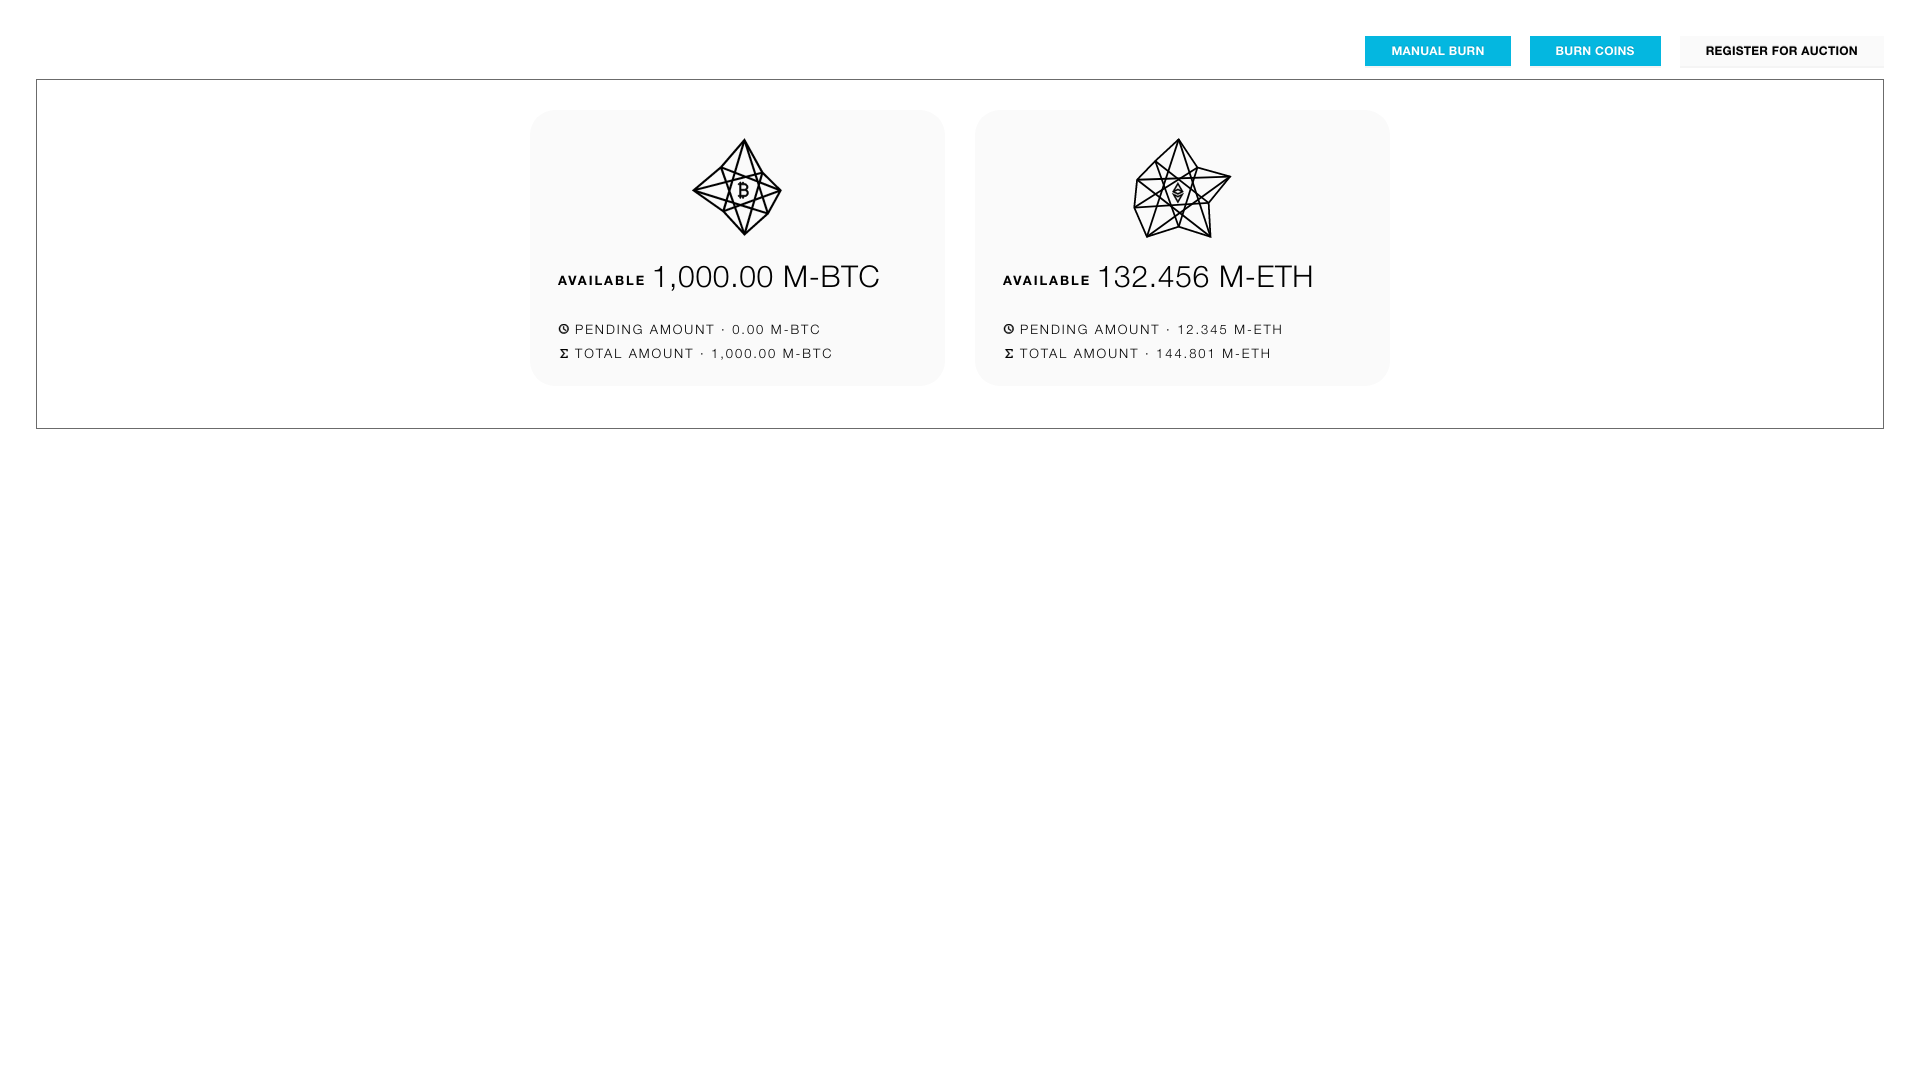 MANUAL BURN
BURN COINS
REGISTER FOR AUCTION
AVAILABLE 1,000.00 M-BTC
PENDING AMOUNT · 0.00 M-BTC
Σ TOTAL AMOUNT · 1,000.00 M-BTC
AVAILABLE 132.456 M-ETH
PENDING AMOUNT · 12.345 M-ETH
Σ TOTAL AMOUNT · 144.801 M-ETH